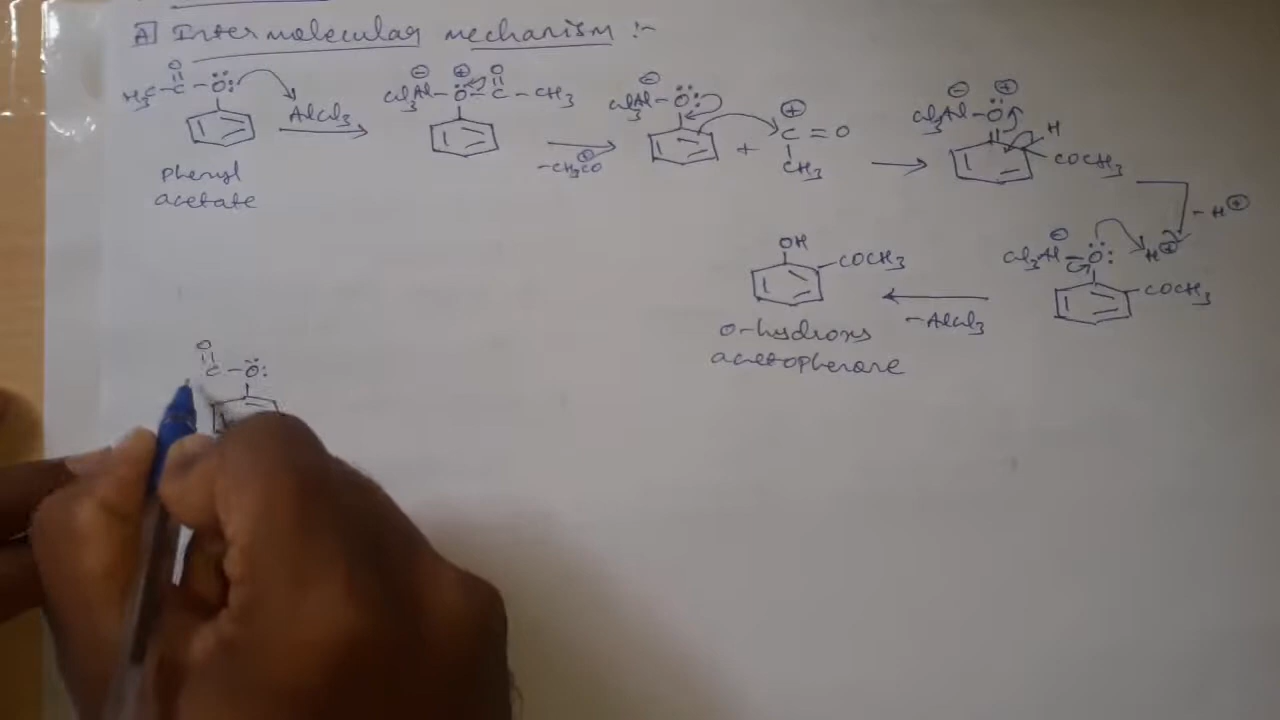 A Intermolecular mechanism :-
O
H3C-C-Ö: AlCl3
phenyl
acetate
⊖ ⊕ O
Cl3Al-Ö-C-CH3
-CH3CO ⊕
⊖
Cl3Al-Ö:
+
⊕
C=O
CH3
⊖ ⊕
Cl3Al-Ö
H
COCH3
-H⊕
⊖
Cl3Al-Ö: H⊕
COCH3
-AlCl3
OH
COCH3
o-hydroxs
acetophenone
O
C-Ö: